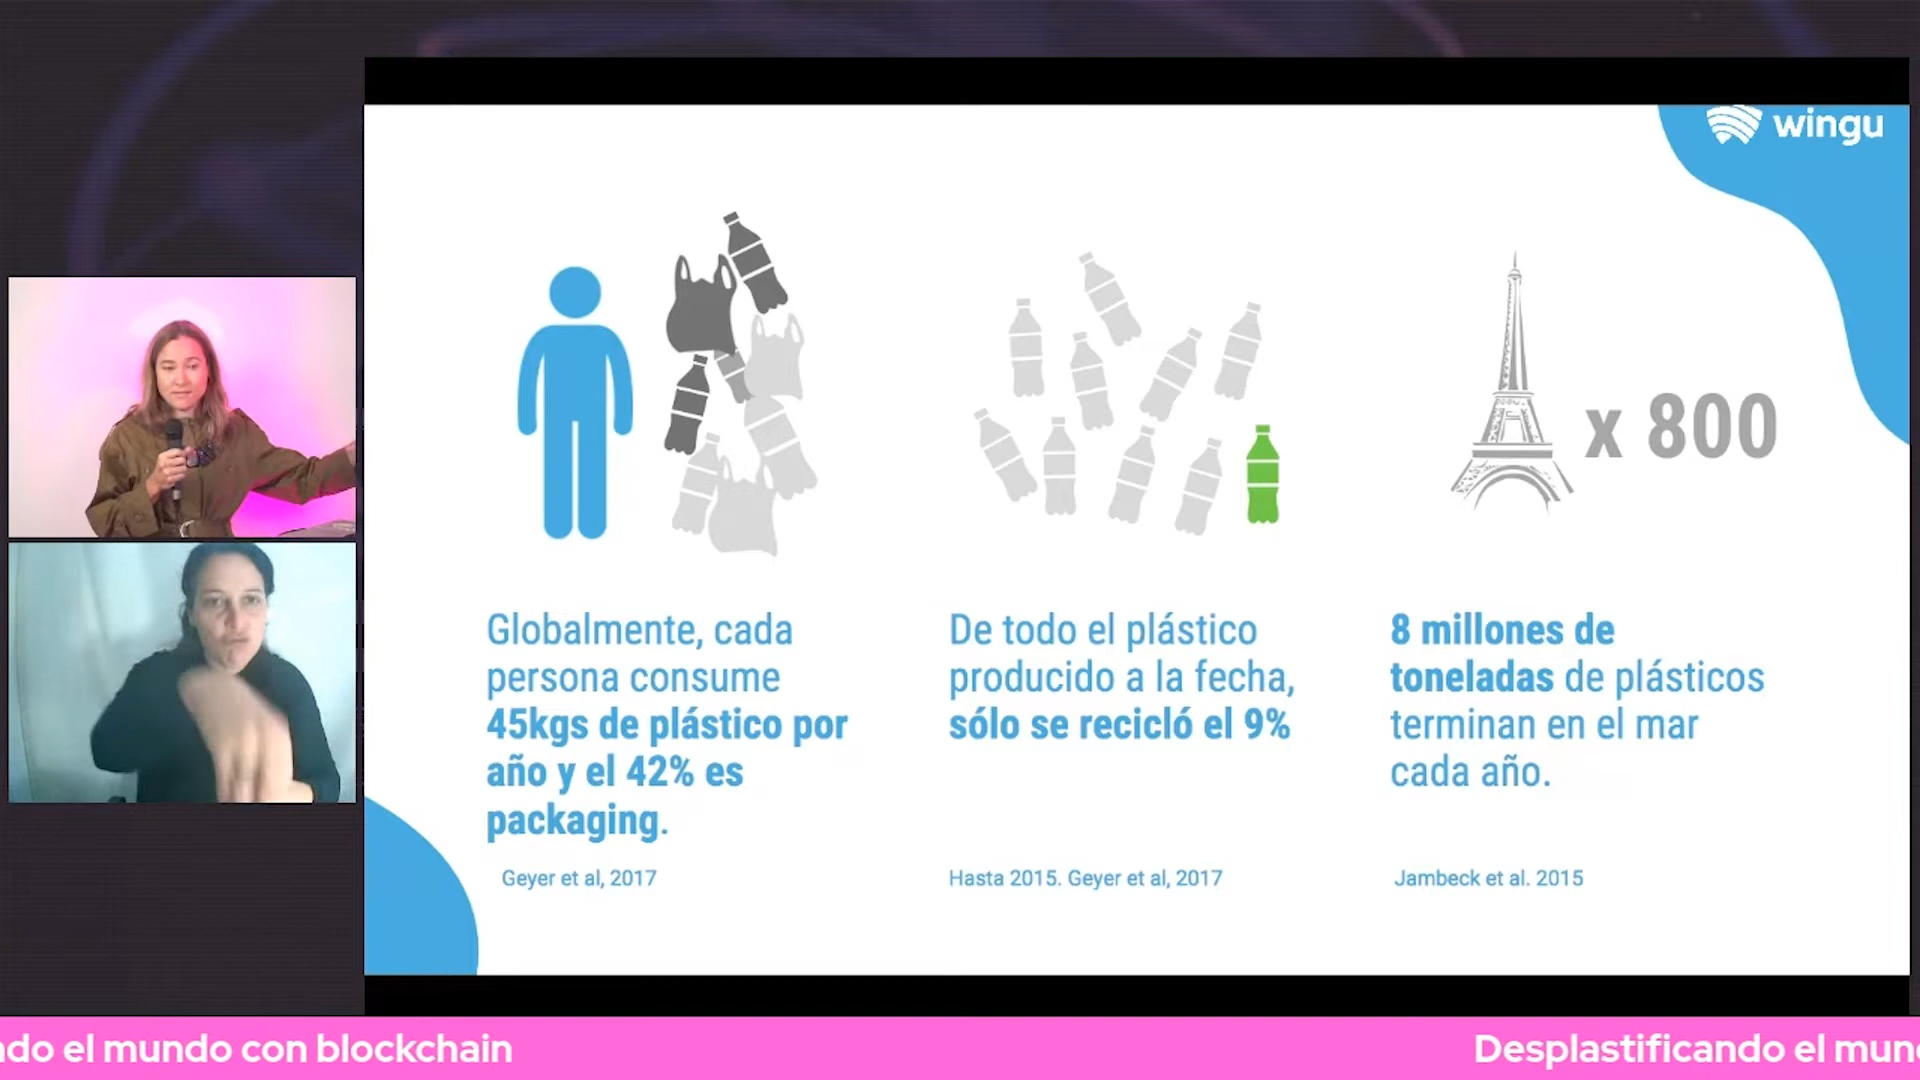 wingu
x 800
Globalmente, cada
persona consume
45kgs de plástico por
año y el 42% es
packaging.
Geyer et al, 2017
De todo el plástico
producido a la fecha,
sólo se recicló el 9%
Hasta 2015. Geyer et al, 2017
8 millones de
toneladas de plásticos
terminan en el mar
cada año.
Jambeck et al. 2015
ndo el mundo con blockchain
Desplastificando el mun